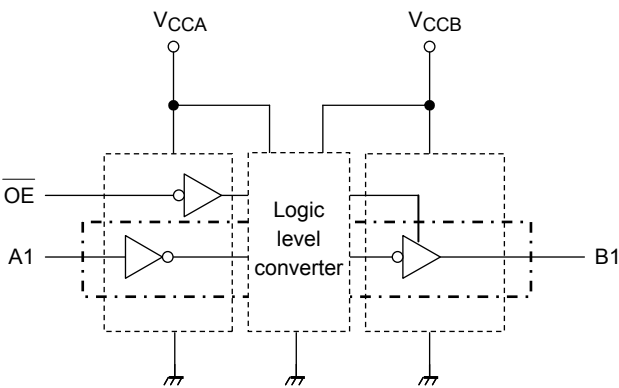 VCCA
VCCB
OE
A1
Logic
level
converter
B1